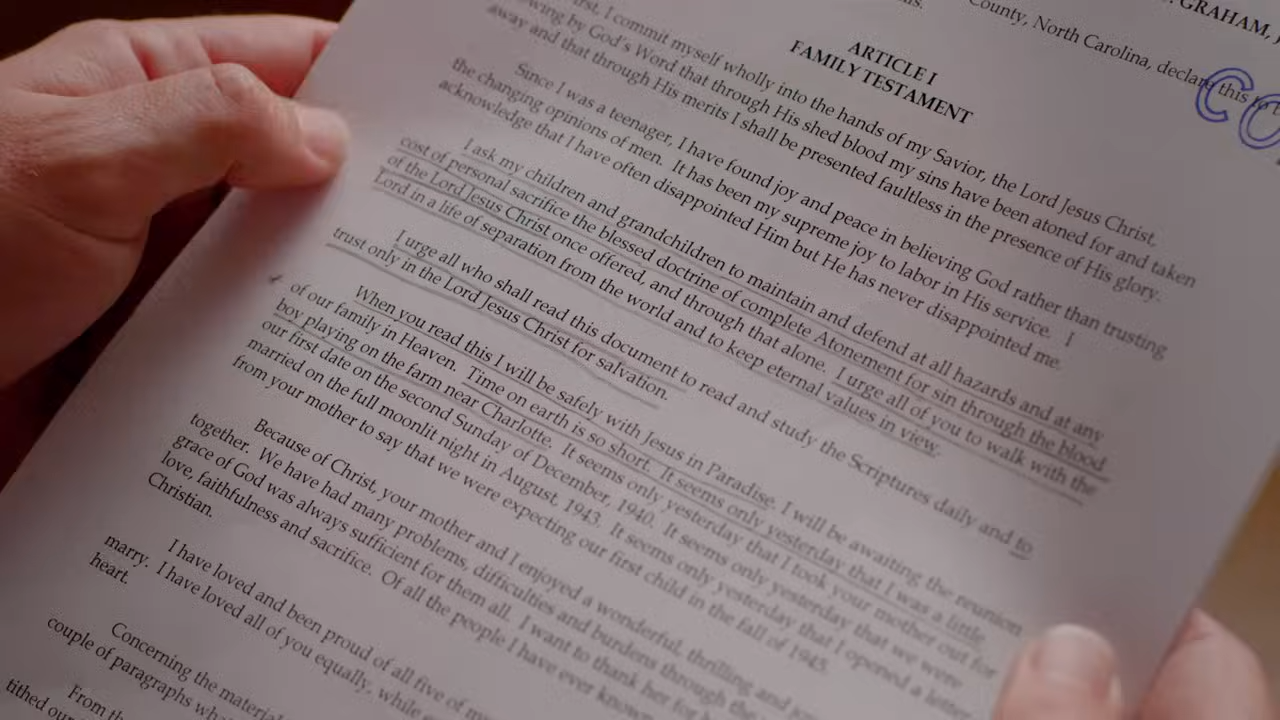 GRAHAM, J
County, North Carolina, declare this to
CO
ARTICLE I
FAMILY TESTAMENT
I commit myself wholly into the hands of my Savior, the Lord Jesus Christ,
wing by God's Word that through His shed blood my sins have been atoned for and taken
away and that through His merits I shall be presented faultless in the presence of His glory.
Since I was a teenager, I have found joy and peace in believing God rather than trusting
the changing opinions of men. It has been my supreme joy to labor in His service. I
acknowledge that I have often disappointed Him but He has never disappointed me.
I ask my children and grandchildren to maintain and defend at all hazards and at any
cost of personal sacrifice the blessed doctrine of complete Atonement for sin through the blood
of the Lord Jesus Christ once offered, and through that alone. I urge all of you to walk with the
Lord in a life of separation from the world and to keep eternal values in view.
I urge all who shall read this document to read and study the Scriptures daily and to
trust only in the Lord Jesus Christ for salvation.
When you read this I will be safely with Jesus in Paradise. I will be awaiting the reunion
of our family in Heaven. Time on earth is so short. It seems only yesterday that I was a little
boy playing on the farm near Charlotte. It seems only yesterday that I took your mother out for
our first date on the second Sunday of December, 1940. It seems only yesterday that we were
married on the full moonlit night in August, 1943. It seems only yesterday that I opened a letter
from your mother to say that we were expecting our first child in the fall of 1945.
Because of Christ, your mother and I enjoyed a wonderful, thrilling and
together. We have had many problems, difficulties and burdens through the
grace of God was always sufficient for them all. I want to thank her for
love, faithfulness and sacrifice. Of all the people I have ever known
Christian.
I have loved and been proud of all five of
marry. I have loved all of you equally, while
heart.
Concerning the material
couple of paragraphs
From th
tithed our